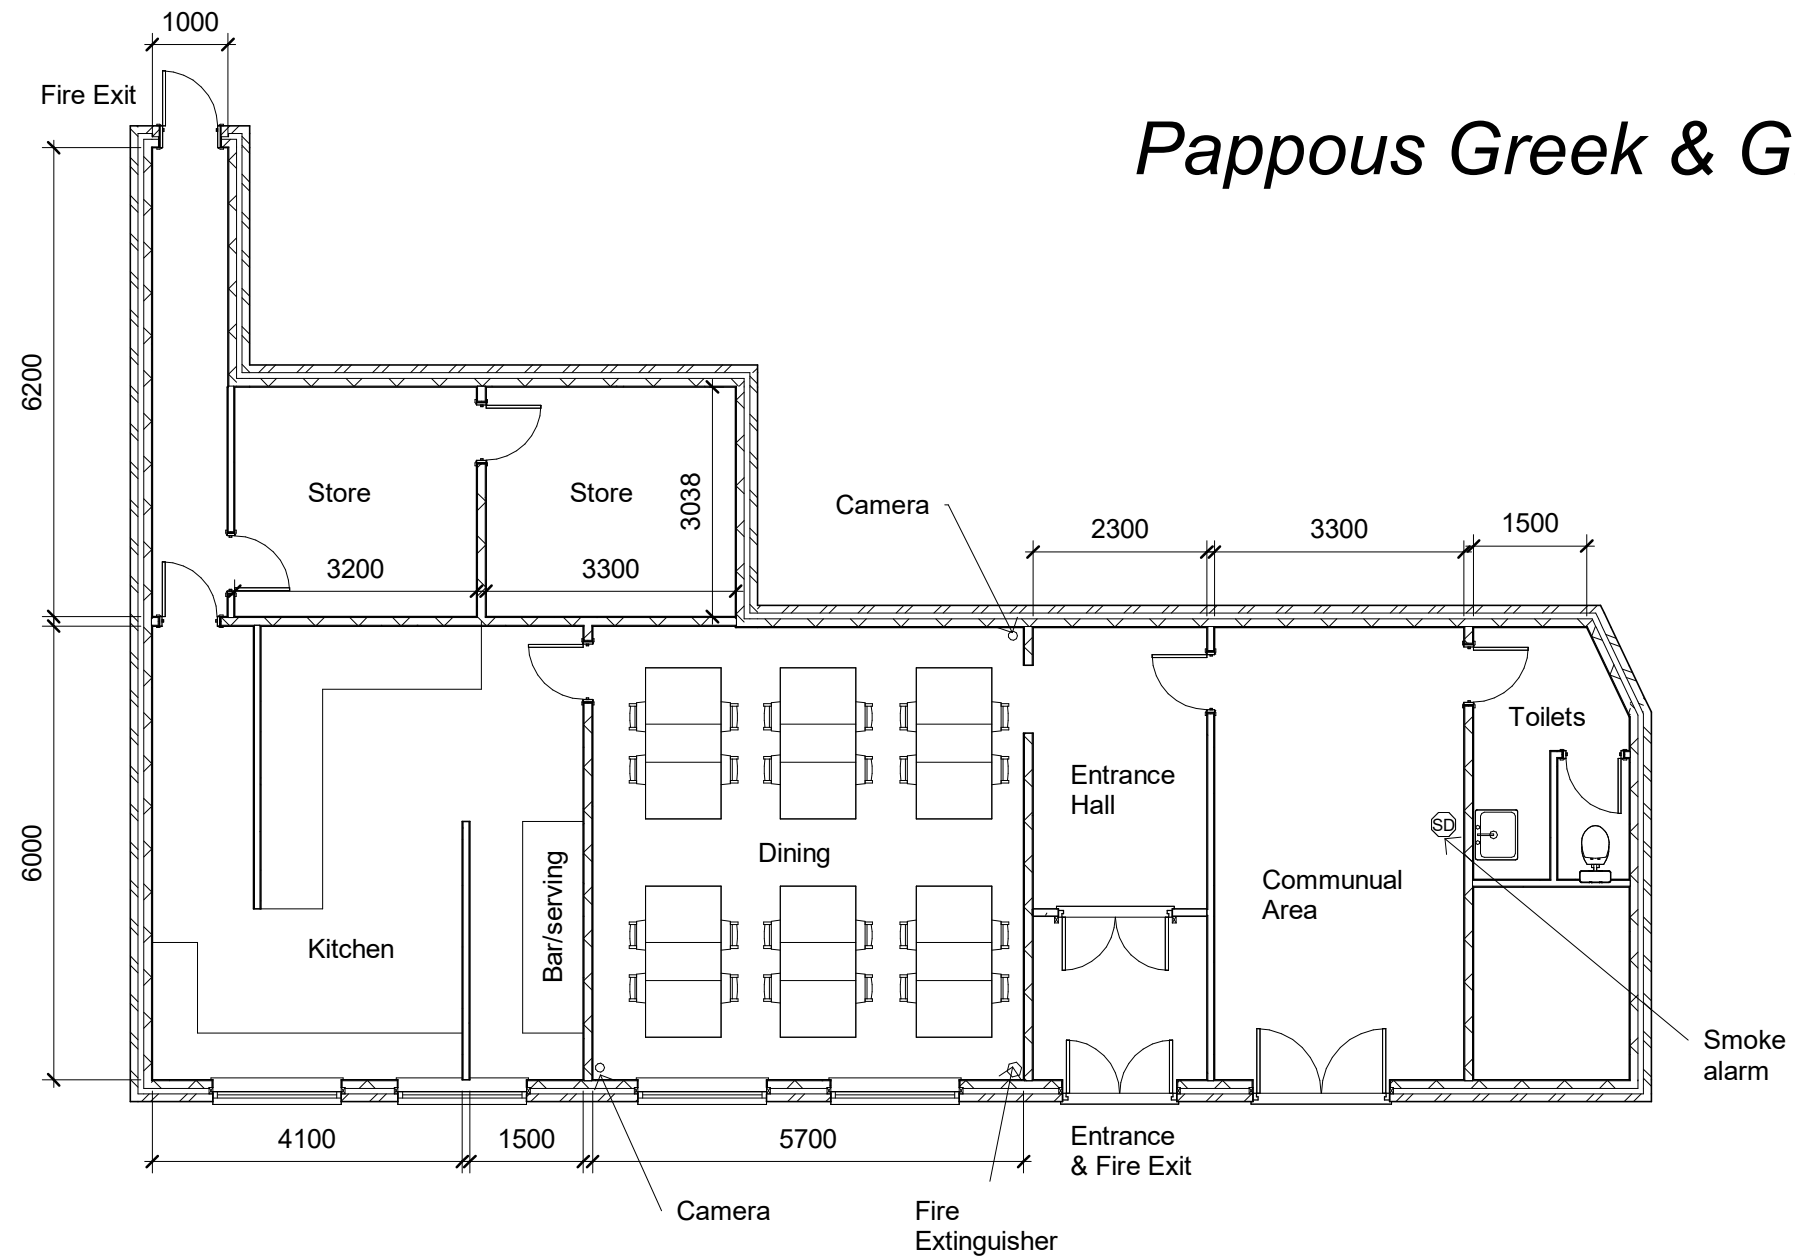 1000
Fire Exit
Pappous Greek & G
6200
Store
Store
3038
3200
3300
Camera
2300
3300
1500
Toilets
Entrance
Hall
SD
6000
Dining
Communual
Area
Kitchen
Bar/serving
Smoke
alarm
4100
1500
5700
Entrance
& Fire Exit
Camera
Fire
Extinguisher